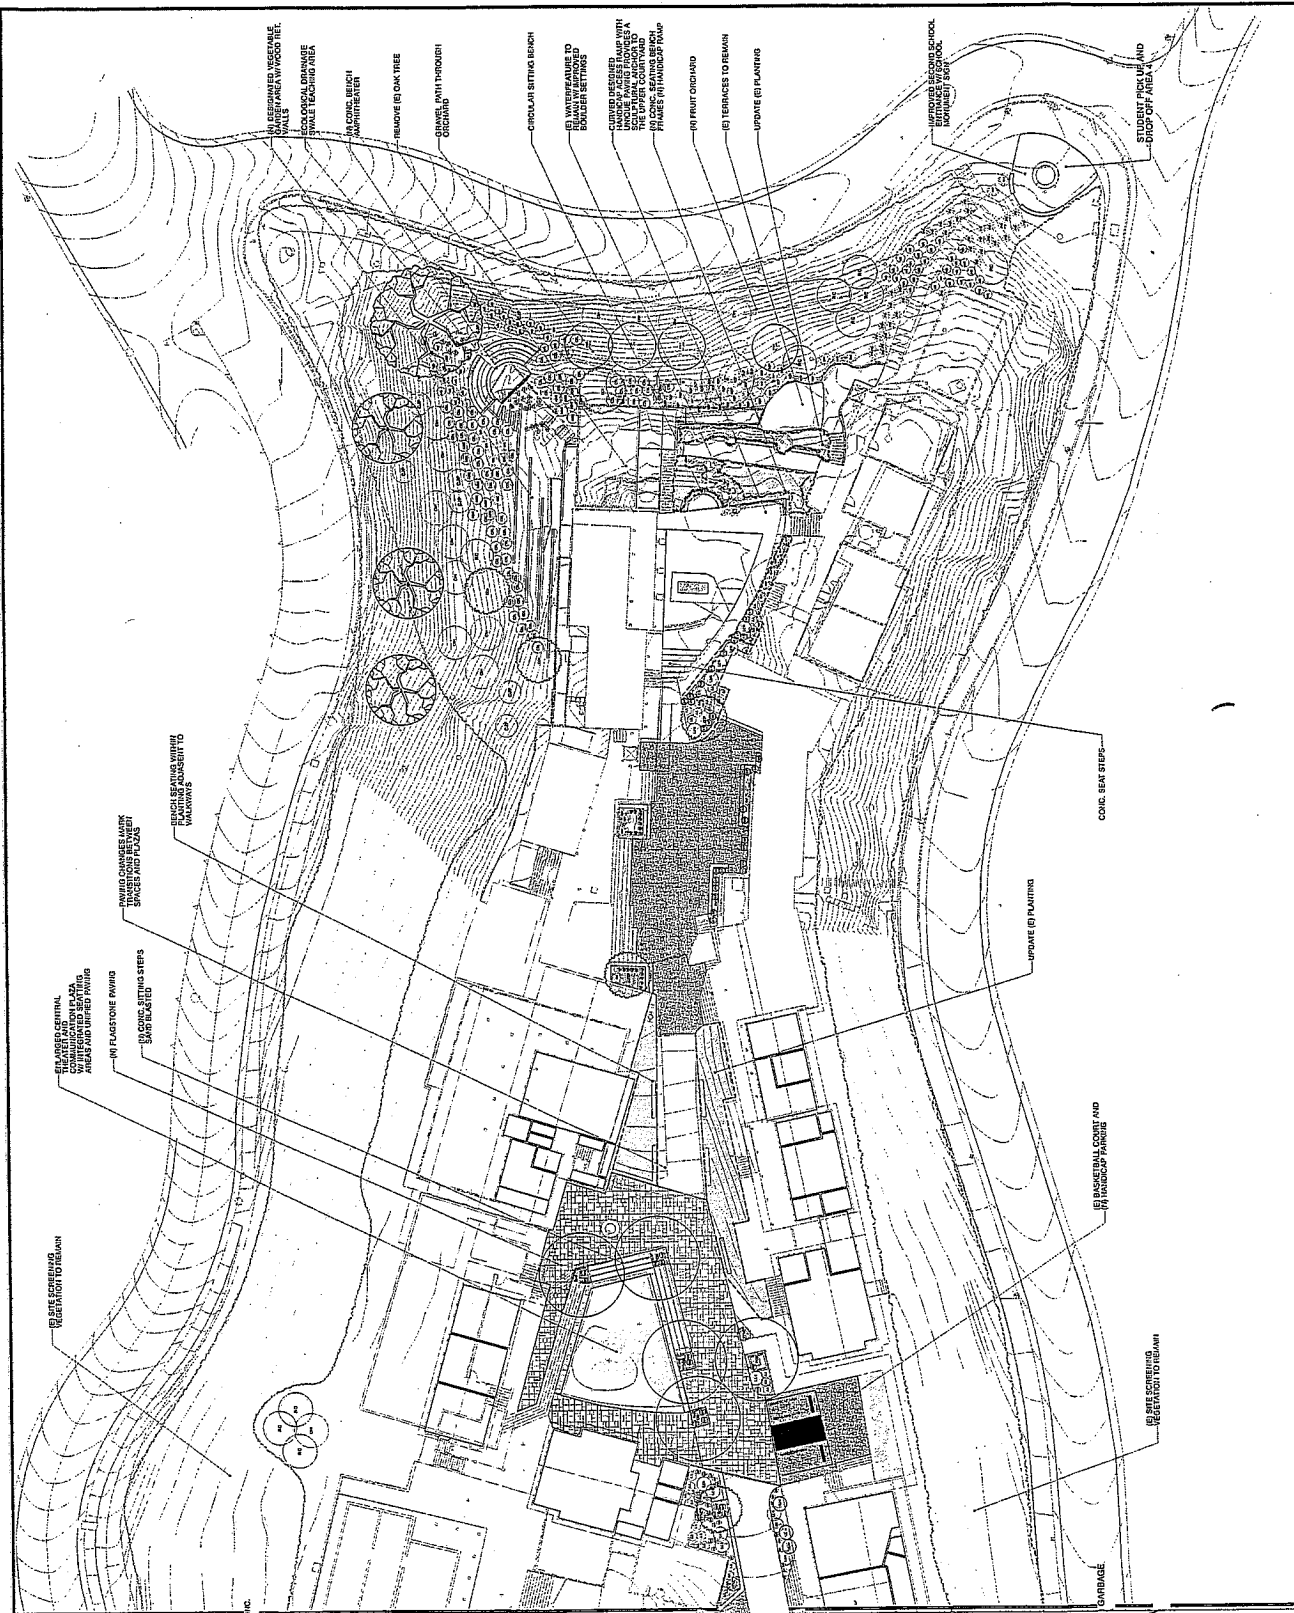 (N) DESIGNED VEGETABLE
GARDEN AREA W/ WOOD RET.
WALLS
ECOLOGICAL DRAINAGE
SWALE TEACHING AREA
(N) CONC. BENCH
AMPHITHEATER
REMOVE (E) OAK TREE
GRAVEL PATH THROUGH
ORCHARD
CIRCULAR SITTING BENCH
(E) WATERFEATURE TO
REMAIN W/ IMPROVED
BOULDER SETTINGS
CURVED DESIGNED
HANDICAP ACESS RAMP WITH
UNIQUE PAVING PROVIDES A
SCULPTURAL ANCHOR TO
THE UPPER COURTYARD
(N) CONC. SEATING BENCH
FRAMES (N) HANDICAP RAMP
(N) FRUIT ORCHARD
(E) TERRACES TO REMAIN
UPDATE (E) PLANTING
IMPROVED SECOND SCHOOL
ENTRANCE W/ SCHOOL
MONUMENT SIGN
STUDENT PICK UP AND
DROP OFF AREA
BENCH SEATING WITHIN
PLANTING ADJASENT TO
WALKWAYS
PAVING CHANGES MARK
TRANSITIONS BETWEEN
SPACES AND PLAZAS
ENLARGED CENTRAL
THEATER AND
COMMUNICATION PLAZA
W/ INTEGRATED SEATTING
AREAS AND UNIFIED PAVING
(N) FLAGSTONE PAVING
(N) CONC. SITTING STEPS
SAND BLASTED
(E) SITE SCREENING
VEGETATION TO REMAIN
CONC. SEAT STEPS
UPDATE (E) PLANTING
(E) BASKETBALL COURT AND
(N) HANDICAP PARKING
(E) SITE SCREENING
VEGETATION TO REMAIN
GARBAGE